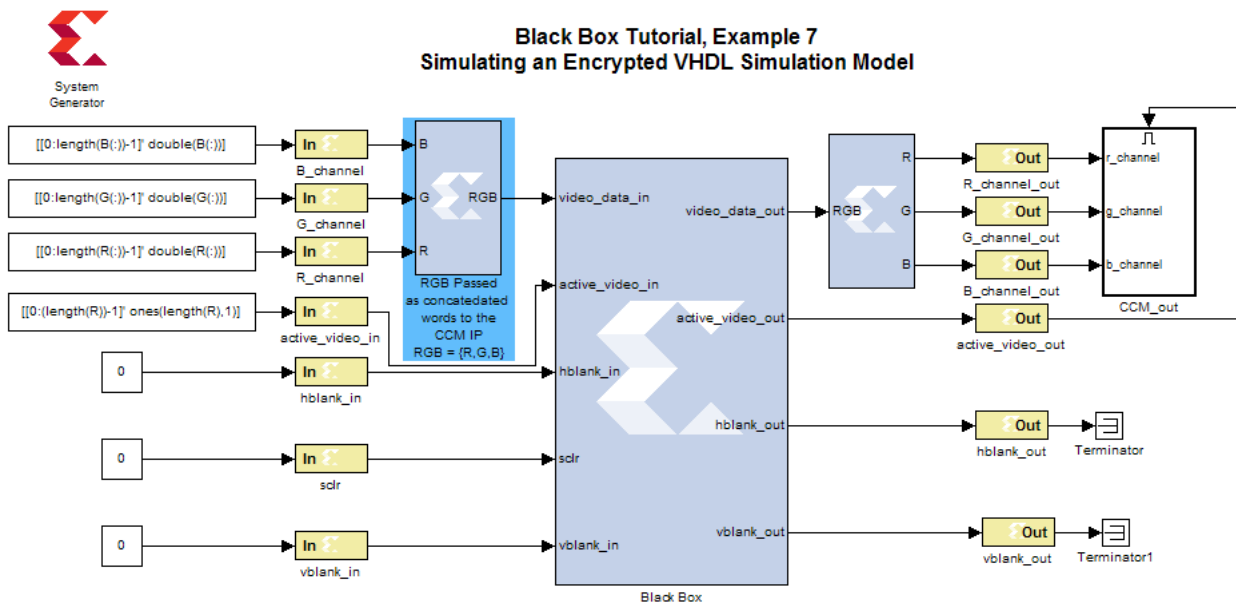 Black Box Tutorial, Example 7
Simulating an Encrypted VHDL Simulation Model
System
Generator
[[0:length(B(:))-1]' double(B(:))]
In
B_channel
[[0:length(G(:))-1]' double(G(:))]
In
G_channel
[[0:length(R(:))-1]' double(R(:))]
In
R_channel
[[0:(length(R))-1]' ones(length(R),1)]
In
active_video_in
0
In
hblank_in
0
In
sclr
0
In
vblank_in
B
G
R
RGB
RGB Passed
as concatedated
words to the
CCM IP
RGB = {R,G,B}
video_data_in
active_video_in
hblank_in
sclr
vblank_in
video_data_out
active_video_out
hblank_out
vblank_out
Black Box
RGB
R
G
B
Out
R_channel_out
Out
G_channel_out
Out
B_channel_out
Out
active_video_out
r_channel
g_channel
b_channel
CCM_out
Out
hblank_out
Terminator
Out
vblank_out
Terminator1